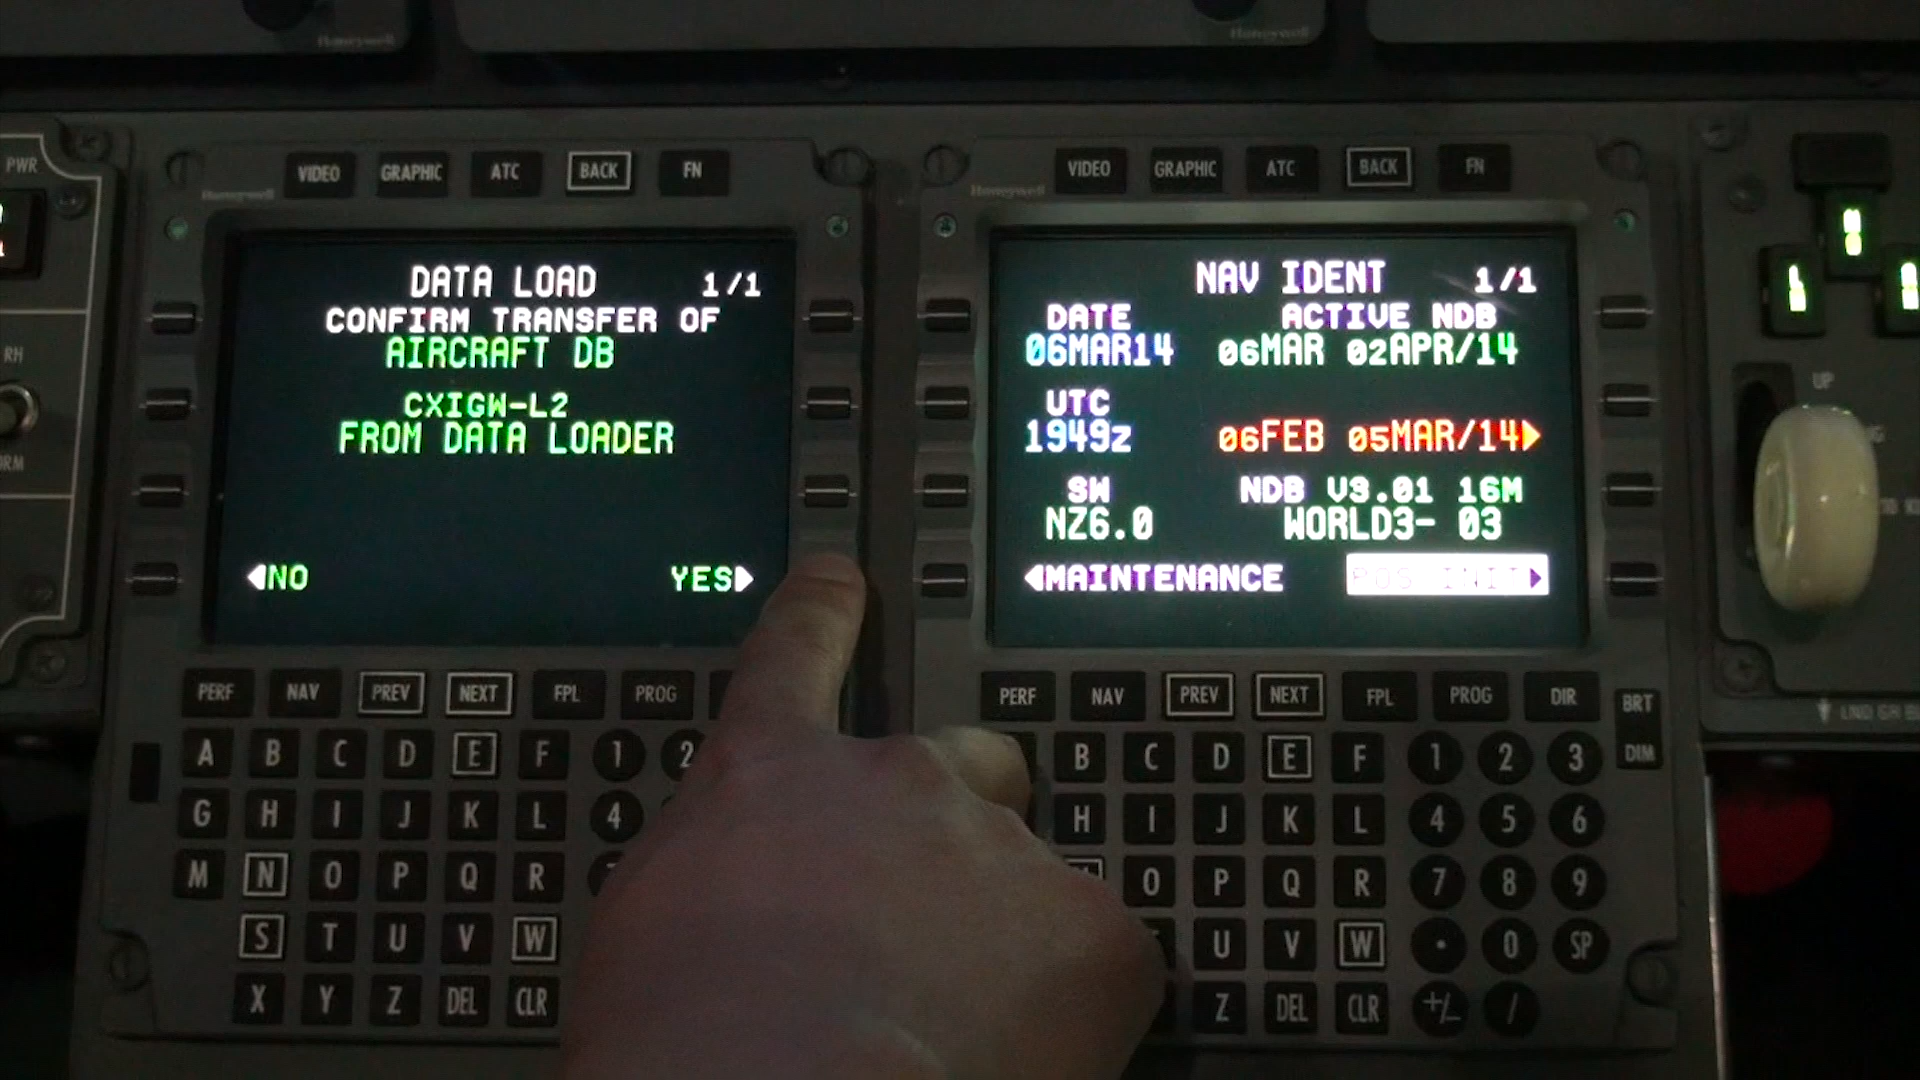 Honeywell
Honeywell
PWR
RH
VIDEO GRAPHIC ATC BACK FN
Honeywell
DATA LOAD 1/1
CONFIRM TRANSFER OF
AIRCRAFT DB
CXIGW-L2
FROM DATA LOADER
NO YES
PERF NAV PREV NEXT FPL PROG
A B C D E F 1 2
G H I J K L 4
M N O P Q R
S T U V W
X Y Z DEL CLR
VIDEO GRAPHIC ATC BACK FN
Honeywell
NAV IDENT 1/1
DATE ACTIVE NDB
06MAR14 06MAR 02APR/14
UTC
1949z 06FEB 05MAR/14
SW NDB V3.01 16M
NZ6.0 WORLD3- 03
MAINTENANCE POS INIT
PERF NAV PREV NEXT FPL PROG DIR
BRT
DIM
B C D E F 1 2 3
H I J K L 4 5 6
O P Q R 7 8 9
U V W . 0 SP
Z DEL CLR +/- /
UP